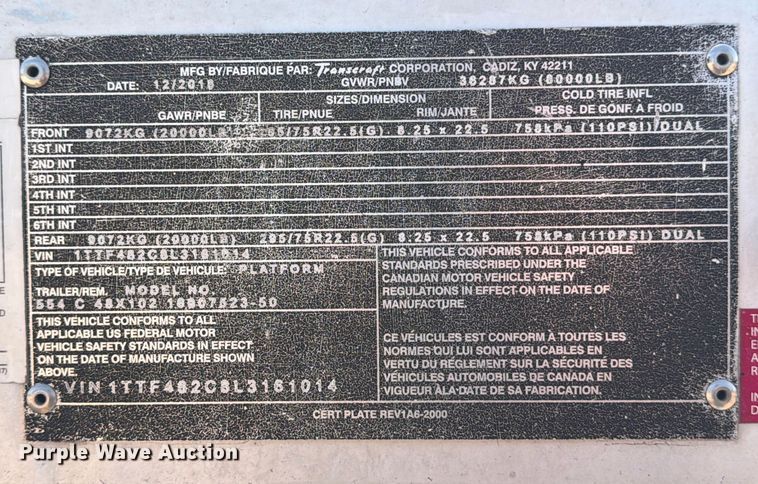 MFG BY/FABRIQUE PAR: Transcraft CORPORATION, CADIZ, KY 42211
DATE: 12/2018 GVWR/PNBV 36287KG (80000LB)
GAWR/PNBE
SIZES/DIMENSION
TIRE/PNUE RIM/JANTE
COLD TIRE INFL
PRESS. DE GONF. A FROID
FRONT 9072KG (20000LB) 295/75R22.5(G) 8.25 x 22.5 758kPa (110PSI) DUAL
1ST INT
2ND INT
3RD INT
4TH INT
5TH INT
6TH INT
REAR 9072KG (20000LB) 295/75R22.5(G) 8.25 x 22.5 758kPa (110PSI) DUAL
VIN 1TTF482C8L3161014
TYPE OF VEHICLE/TYPE DE VEHICULE: PLATFORM
TRAILER/REM. MODEL NO.
554 C 48X102
THIS VEHICLE CONFORMS TO ALL
APPLICABLE US FEDERAL MOTOR
VEHICLE SAFETY STANDARDS IN EFFECT
ON THE DATE OF MANUFACTURE SHOWN
ABOVE.
VIN 1TTF482C8L3161014
THIS VEHICLE CONFORMS TO ALL APPLICABLE
STANDARDS PRESCRIBED UNDER THE
CANADIAN MOTOR VEHICLE SAFETY
REGULATIONS IN EFFECT ON THE DATE OF
MANUFACTURE.
CE VÉHICULES EST CONFORM À TOUTES LES
NORMES QUI LUI SONT APPLICABLES EN
VERTU DU RÈGLEMENT SUR LA SÉCURITÉ DES
VÉHICULES AUTOMOBILES DE CANADA EN
VIGUEUR À LA DATE DE SA FABRICATION.
CERT PLATE REV1A6-2000
Purple Wave Auction